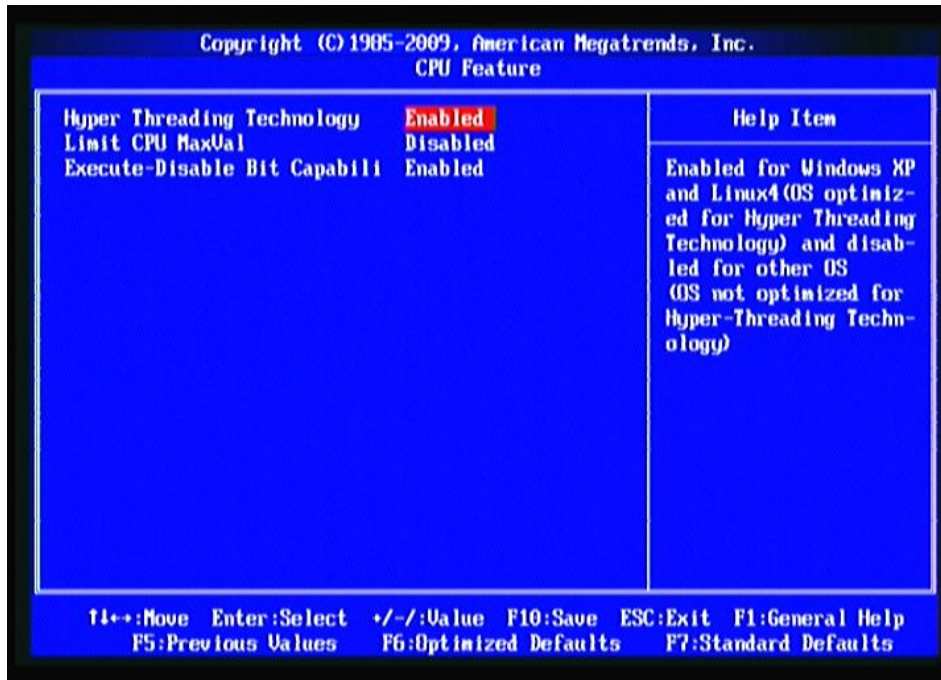 Copyright (C)1985-2009, American Megatrends, Inc.
CPU Feature
Hyper Threading Technology Enabled
Limit CPU MaxVal Disabled
Execute-Disable Bit Capabili Enabled
Help Item
Enabled for Windows XP
and Linux4(OS optimiz-
ed for Hyper Threading
Technology) and disab-
led for other OS
(OS not optimized for
Hyper-Threading Techn-
ology)
↑↓←→:Move Enter:Select +/-/:Value F10:Save ESC:Exit F1:General Help
F5:Previous Values F6:Optimized Defaults F7:Standard Defaults